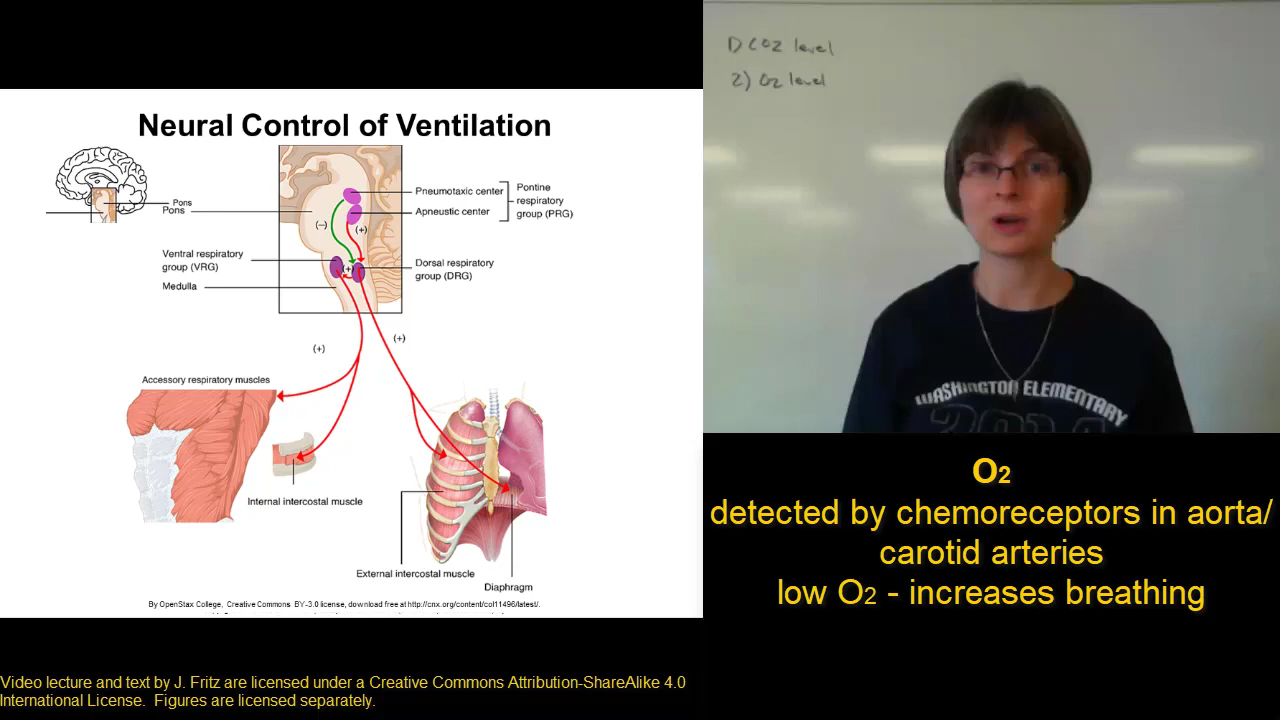 Neural Control of Ventilation
Pons
Pons
Pneumotaxic center
Apneustic center
Pontine
respiratory
group (PRG)
(–)
(+)
Ventral respiratory
group (VRG)
(+)
Dorsal respiratory
group (DRG)
Medulla
(+)
(+)
Accessory respiratory muscles
Internal intercostal muscle
External intercostal muscle
Diaphragm
By OpenStax College, Creative Commons BY-3.0 license, download free at http://cnx.org/content/col11496/latest/.
1) CO2 level
2) O2 level
WASHINGTON ELEMENTARY
O2
detected by chemoreceptors in aorta/
carotid arteries
low O2 - increases breathing
Video lecture and text by J. Fritz are licensed under a Creative Commons Attribution-ShareAlike 4.0
International License. Figures are licensed separately.